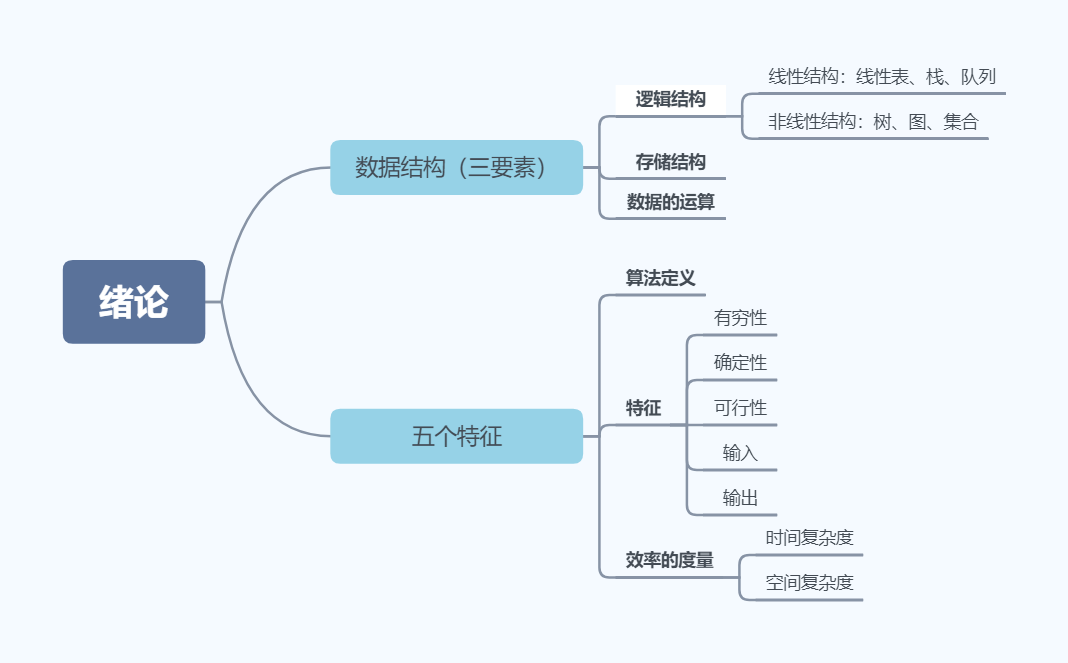 绪论
数据结构（三要素）
逻辑结构
线性结构：线性表、栈、队列
非线性结构：树、图、集合
存储结构
数据的运算
五个特征
算法定义
特征
有穷性
确定性
可行性
输入
输出
效率的度量
时间复杂度
空间复杂度